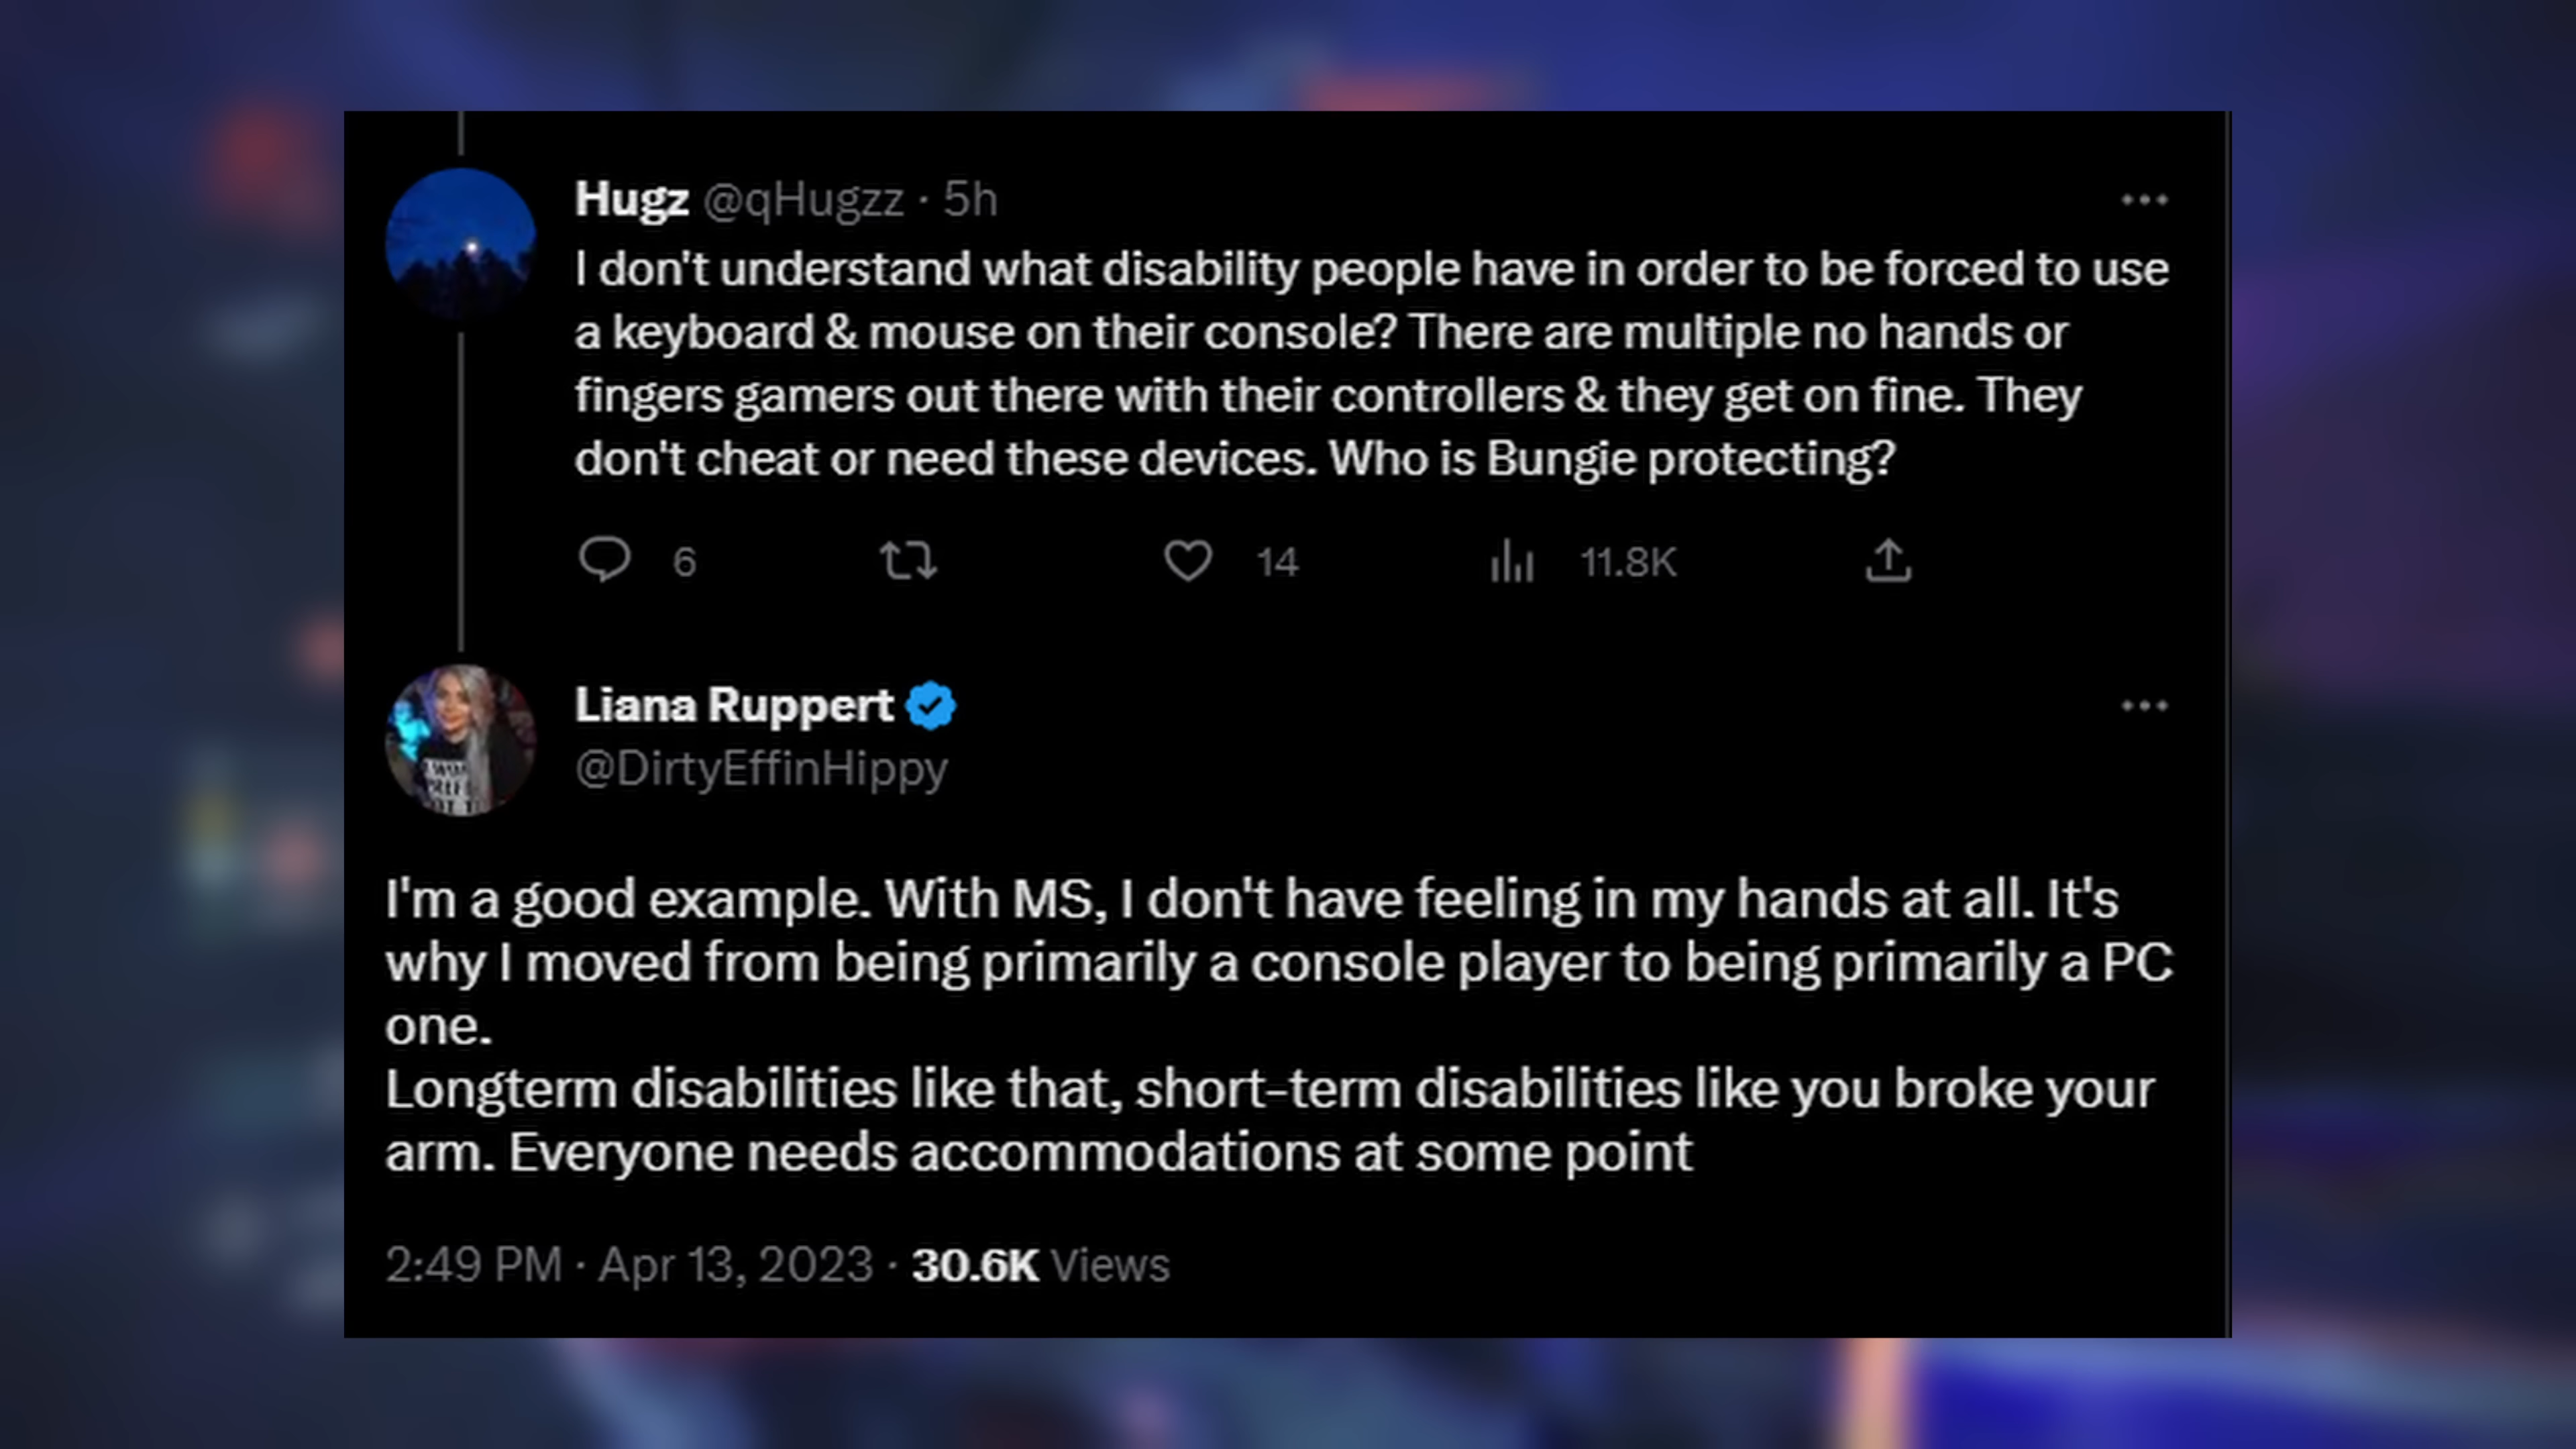 Hugz @qHugzz · 5h
I don't understand what disability people have in order to be forced to use
a keyboard & mouse on their console? There are multiple no hands or
fingers gamers out there with their controllers & they get on fine. They
don't cheat or need these devices. Who is Bungie protecting?
6 14 11.8K
Liana Ruppert
@DirtyEffinHippy
I'm a good example. With MS, I don't have feeling in my hands at all. It's
why I moved from being primarily a console player to being primarily a PC
one.
Longterm disabilities like that, short-term disabilities like you broke your
arm. Everyone needs accommodations at some point
2:49 PM · Apr 13, 2023 · 30.6K Views